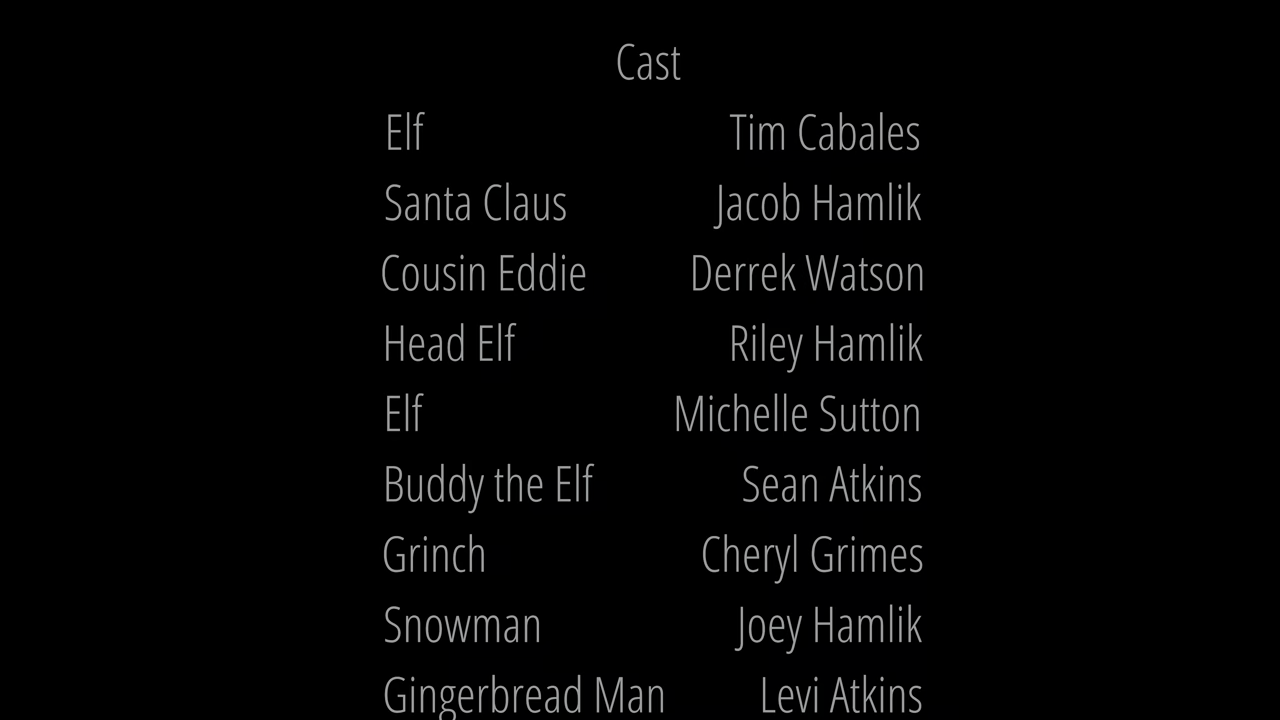 Cast
Elf Tim Cabales
Santa Claus Jacob Hamlik
Cousin Eddie Derrek Watson
Head Elf Riley Hamlik
Elf Michelle Sutton
Buddy the Elf Sean Atkins
Grinch Cheryl Grimes
Snowman Joey Hamlik
Gingerbread Man Levi Atkins